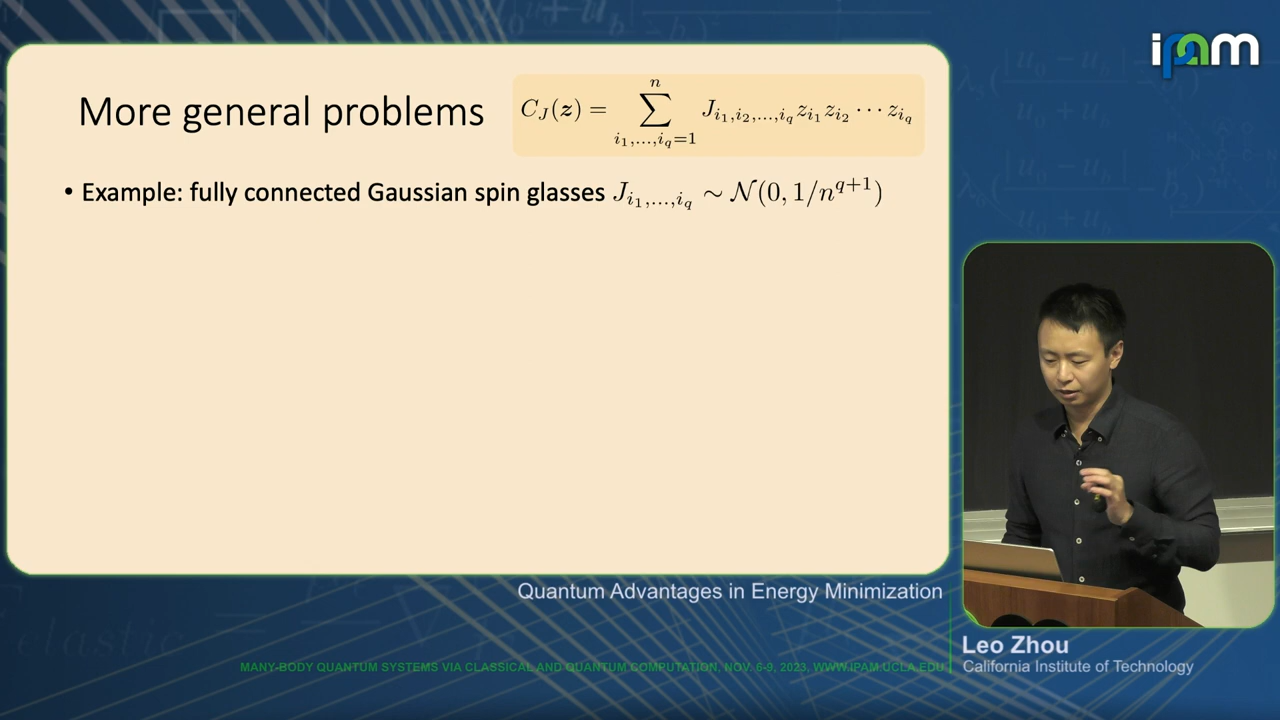 ipam
More general problems
C_J(z) = \sum_{i_1,...,i_q=1}^{n} J_{i_1,i_2,...,i_q} z_{i_1} z_{i_2} \cdots z_{i_q}
• Example: fully connected Gaussian spin glasses J_{i_1,...,i_q} ∼ \mathcal{N}(0, 1/n^{q+1})
Quantum Advantages in Energy Minimization
Leo Zhou
California Institute of Technology
MANY-BODY QUANTUM SYSTEMS VIA CLASSICAL AND QUANTUM COMPUTATION, NOV. 6-9, 2023, WWW.IPAM.UCLA.EDU